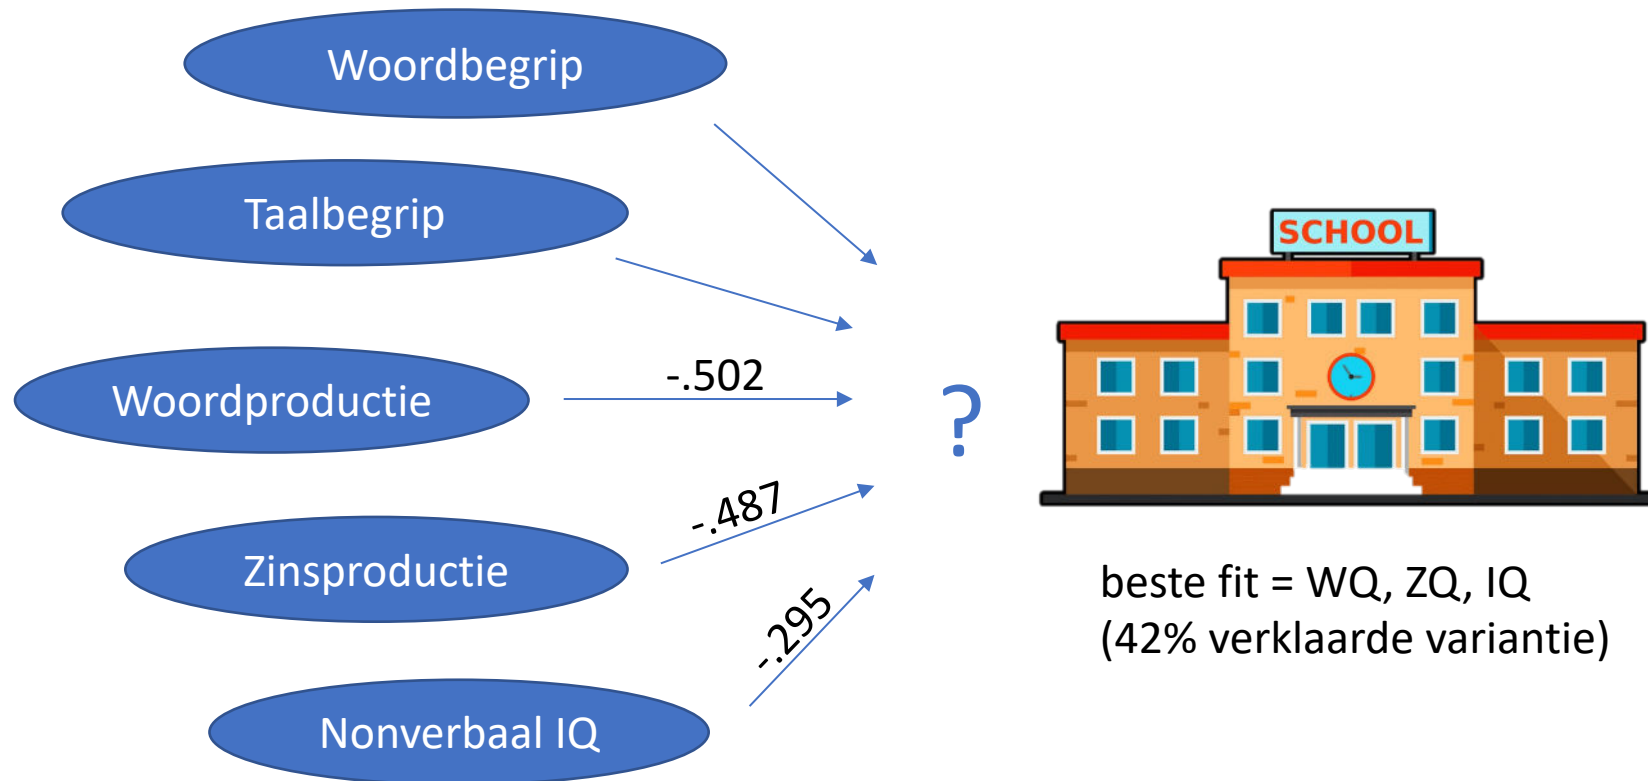 Woordbegrip
Taalbegrip
Woordproductie
Zinsproductie
Nonverbaal IQ
-.502
-.487
-.295
?
SCHOOL
beste fit = WQ, ZQ, IQ
(42% verklaarde variantie)